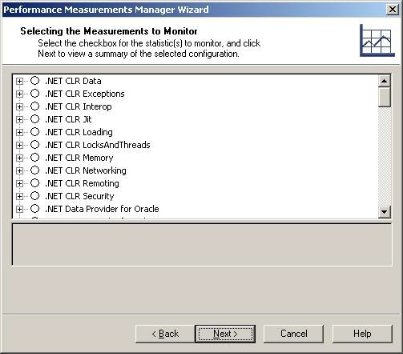 Performance Measurements Manager Wizard
Selecting the Measurements to Monitor
Select the checkbox for the statistic(s) to monitor, and click
Next to view a summary of the selected configuration.
.NET CLR Data
.NET CLR Exceptions
.NET CLR Interop
.NET CLR Jit
.NET CLR Loading
.NET CLR LocksAndThreads
.NET CLR Memory
.NET CLR Networking
.NET CLR Remoting
.NET CLR Security
.NET Data Provider for Oracle
< Back
Next >
Cancel
Help